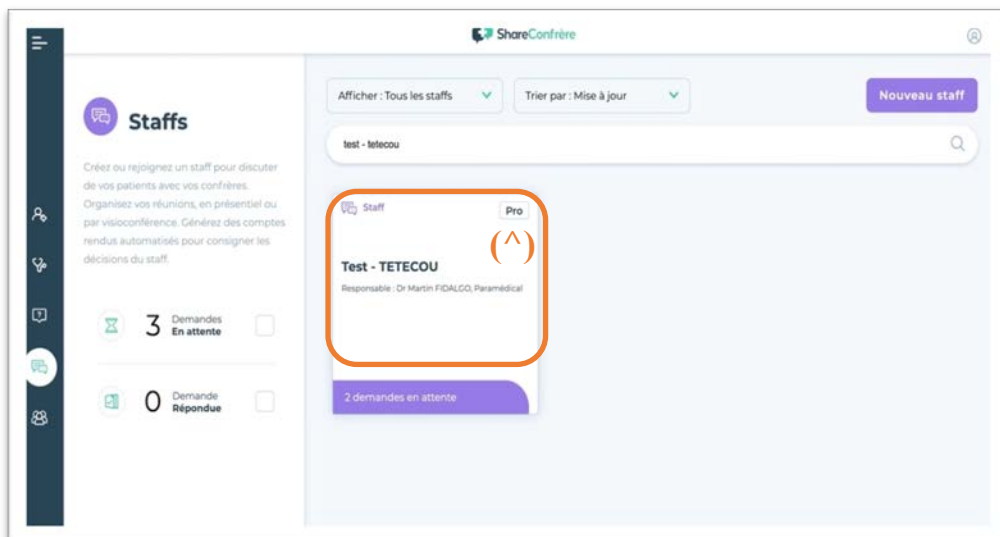 ShareConfrère
Staffs
Créez ou rejoignez un staff pour discuter
de vos patients avec vos confrères.
Organisez vos réunions, en présentiel ou
par visioconférence. Générez des comptes
rendus automatisés pour consigner les
décisions du staff.
3 Demandes
En attente
0 Demande
Répondue
Afficher : Tous les staffs
Trier par : Mise à jour
Nouveau staff
test - tetecou
Staff
Pro
(^)
Test - TETECOU
Responsable : Dr Martin FIDALGO, Paramédical
2 demandes en attente